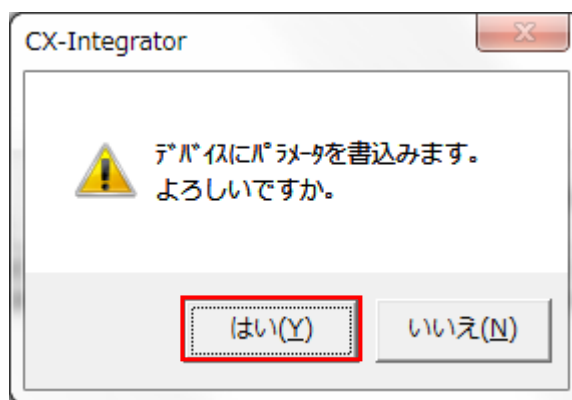 CX-Integrator
ﾃﾞﾊﾞｲｽにﾊﾟﾗﾒｰﾀを書込みます。
よろしいですか。
はい(Y)
いいえ(N)